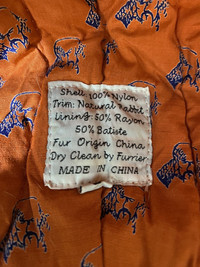 Shell 100% Nylon
Trim: Natural Rabbit
Lining: 50% Rayon
50% Batiste
Fur Origin China
Dry Clean by Furrier
MADE IN CHINA